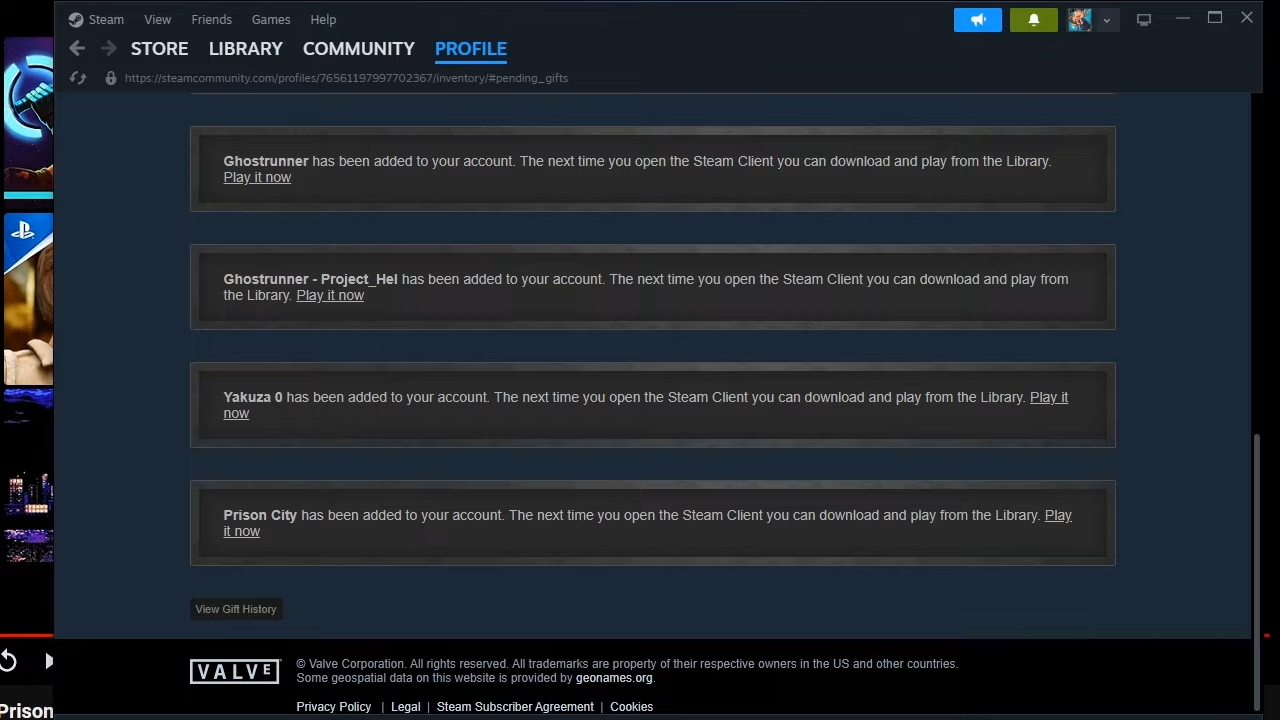 Steam View Friends Games Help
STORE LIBRARY COMMUNITY PROFILE
https://steamcommunity.com/profiles/76561197997702367/inventory/#pending_gifts
Ghostrunner has been added to your account. The next time you open the Steam Client you can download and play from the Library.
Play it now
Ghostrunner - Project_Hel has been added to your account. The next time you open the Steam Client you can download and play from
the Library. Play it now
Yakuza 0 has been added to your account. The next time you open the Steam Client you can download and play from the Library. Play it
now
Prison City has been added to your account. The next time you open the Steam Client you can download and play from the Library. Play
it now
View Gift History
VALVE
© Valve Corporation. All rights reserved. All trademarks are property of their respective owners in the US and other countries.
Some geospatial data on this website is provided by geonames.org.
Privacy Policy | Legal | Steam Subscriber Agreement | Cookies
Prison